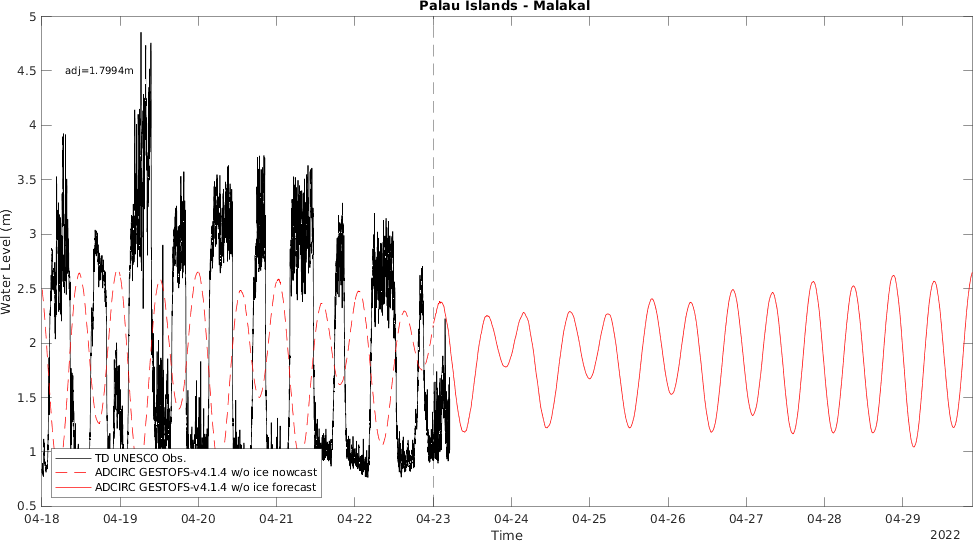 Palau Islands - Malakal
5
4.5
4
3.5
3
2.5
2
1.5
1
0.5
Water Level (m)
adj=1.7994m
TD UNESCO Obs.
ADCIRC GESTOFS-v4.1.4 w/o ice nowcast
ADCIRC GESTOFS-v4.1.4 w/o ice forecast
04-18 04-19 04-20 04-21 04-22 04-23 04-24 04-25 04-26 04-27 04-28 04-29
Time
2022